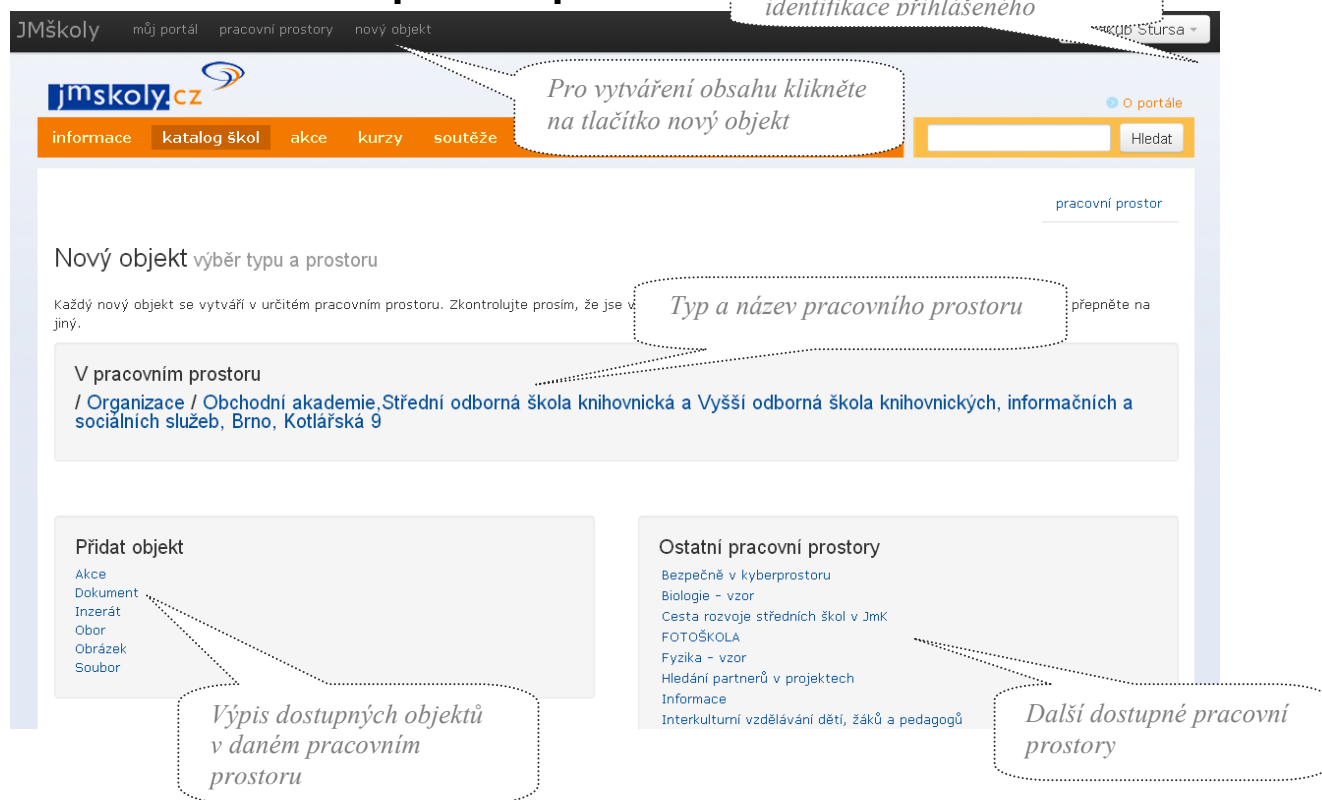 identifikace přihlášeného
JMškoly můj portál pracovní prostory nový objekt Stursa
jmskoly.cz
Pro vytváření obsahu klikněte
na tlačítko nový objekt
O portále
informace katalog škol akce kurzy soutěže Hledat
pracovní prostor
Nový objekt výběr typu a prostoru
Každý nový objekt se vytváří v určitém pracovním prostoru. Zkontrolujte prosím, že jse v přepněte na
jiný.
Typ a název pracovního prostoru
V pracovním prostoru
/ Organizace / Obchodní akademie,Střední odborná škola knihovnická a Vyšší odborná škola knihovnických, informačních a
sociálních služeb, Brno, Kotlářská 9
Přidat objekt
Akce
Dokument
Inzerát
Obor
Obrázek
Soubor
Výpis dostupných objektů
v daném pracovním
prostoru
Ostatní pracovní prostory
Bezpečně v kyberprostoru
Biologie - vzor
Cesta rozvoje středních škol v JmK
FOTOŠKOLA
Fyzika - vzor
Hledání partnerů v projektech
Informace
Interkulturní vzdělávání dětí, žáků a pedagogů
Další dostupné pracovní
prostory